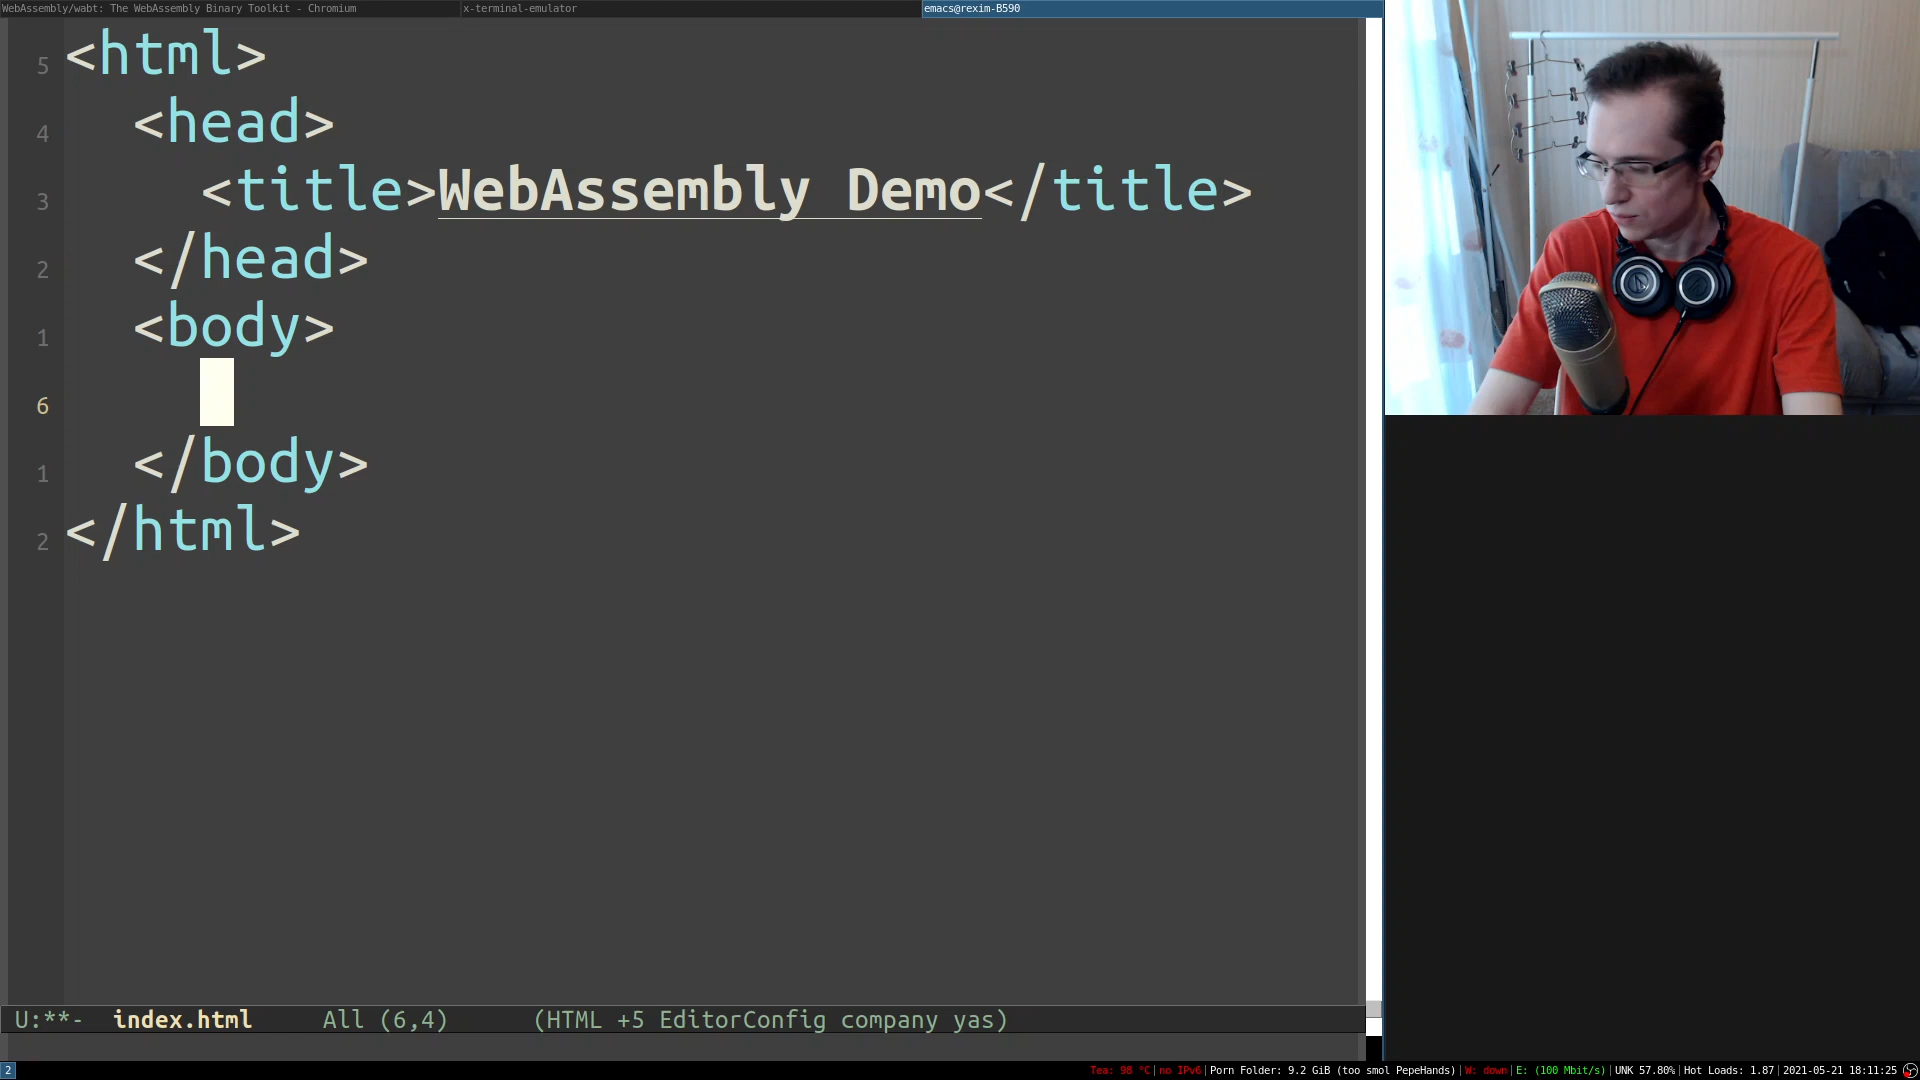 WebAssembly/wabt: The WebAssembly Binary Toolkit - Chromium
x-terminal-emulator
emacs@rexim-B590
5 <html>
4 <head>
3 <title>WebAssembly Demo</title>
2 </head>
1 <body>
6
1 </body>
2 </html>
U:**- index.html All (6,4) (HTML +5 EditorConfig company yas)
2
Tea: 98 °C|no IPv6|Porn Folder: 9.2 GiB (too smol PepeHands)|W: down|E: (100 Mbit/s)|UNK 57.80%|Hot Loads: 1.87|2021-05-21 18:11:25